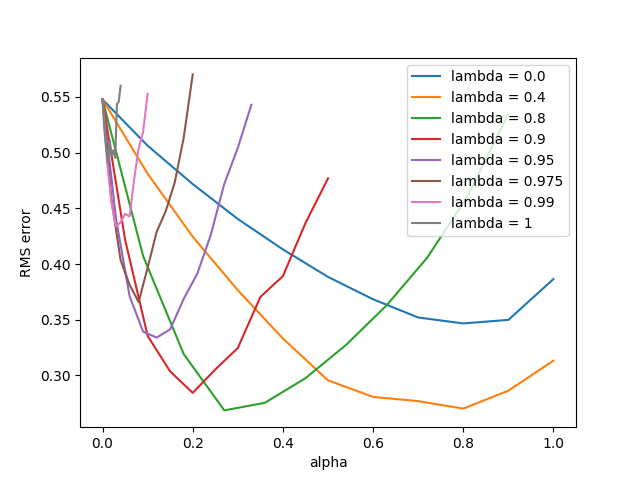 RMS error
0.55
0.50
0.45
0.40
0.35
0.30
lambda = 0.0
lambda = 0.4
lambda = 0.8
lambda = 0.9
lambda = 0.95
lambda = 0.975
lambda = 0.99
lambda = 1
0.0 0.2 0.4 0.6 0.8 1.0
alpha